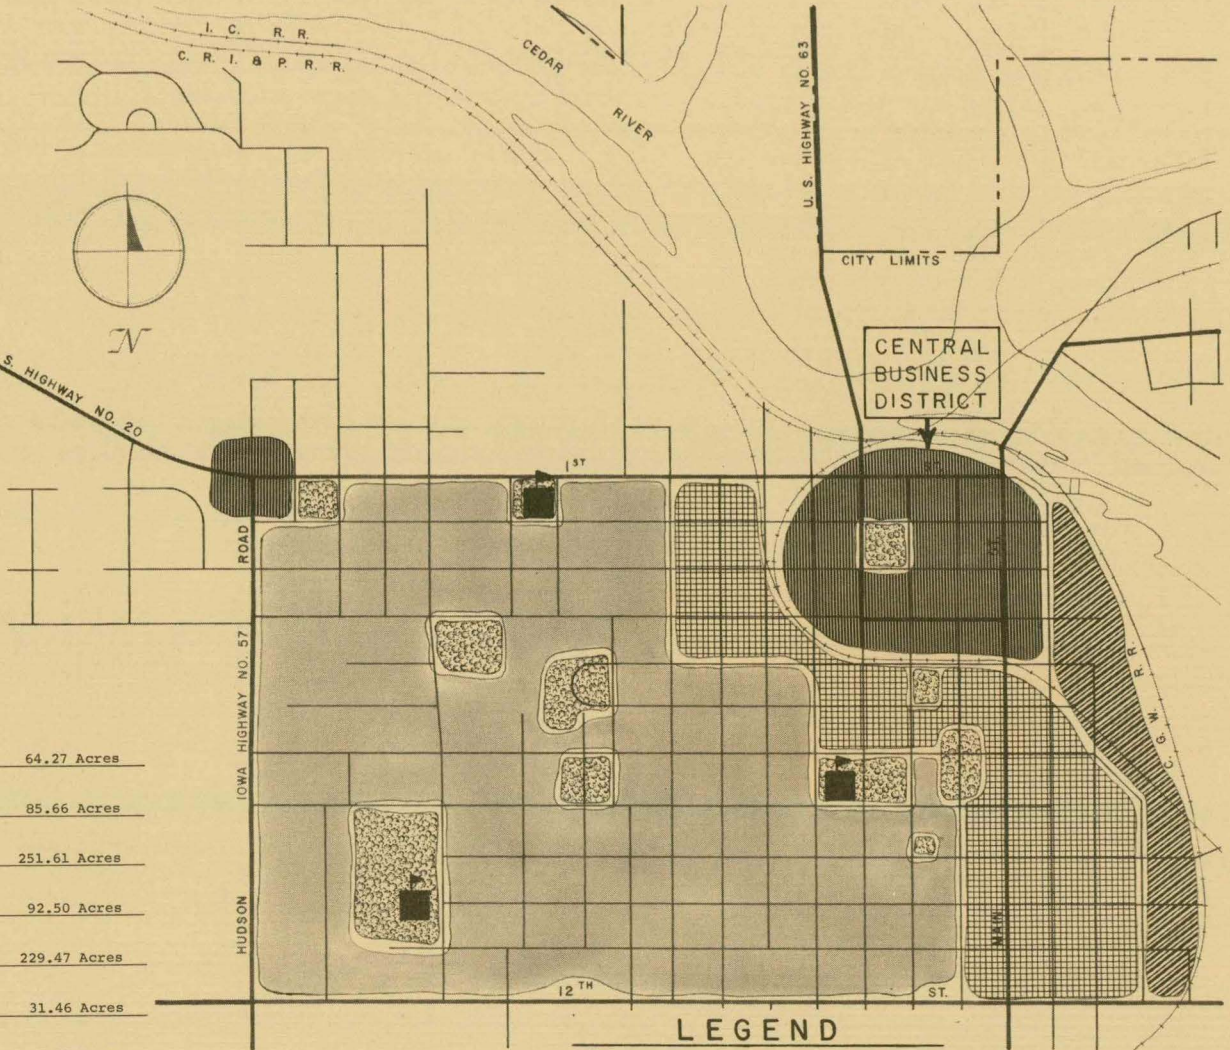 I. C. R. R.
C. R. I. & P. R. R.
CEDAR
RIVER
U. S. HIGHWAY NO. 63
CITY LIMITS
N
CENTRAL
BUSINESS
DISTRICT
S. HIGHWAY NO. 20
1ST
ST.
ROAD
ST.
IOWA HIGHWAY NO. 57
C. G. W. R. R.
64.27 Acres
85.66 Acres
251.61 Acres
92.50 Acres
229.47 Acres
31.46 Acres
HUDSON
MAIN
12TH
ST.
LEGEND